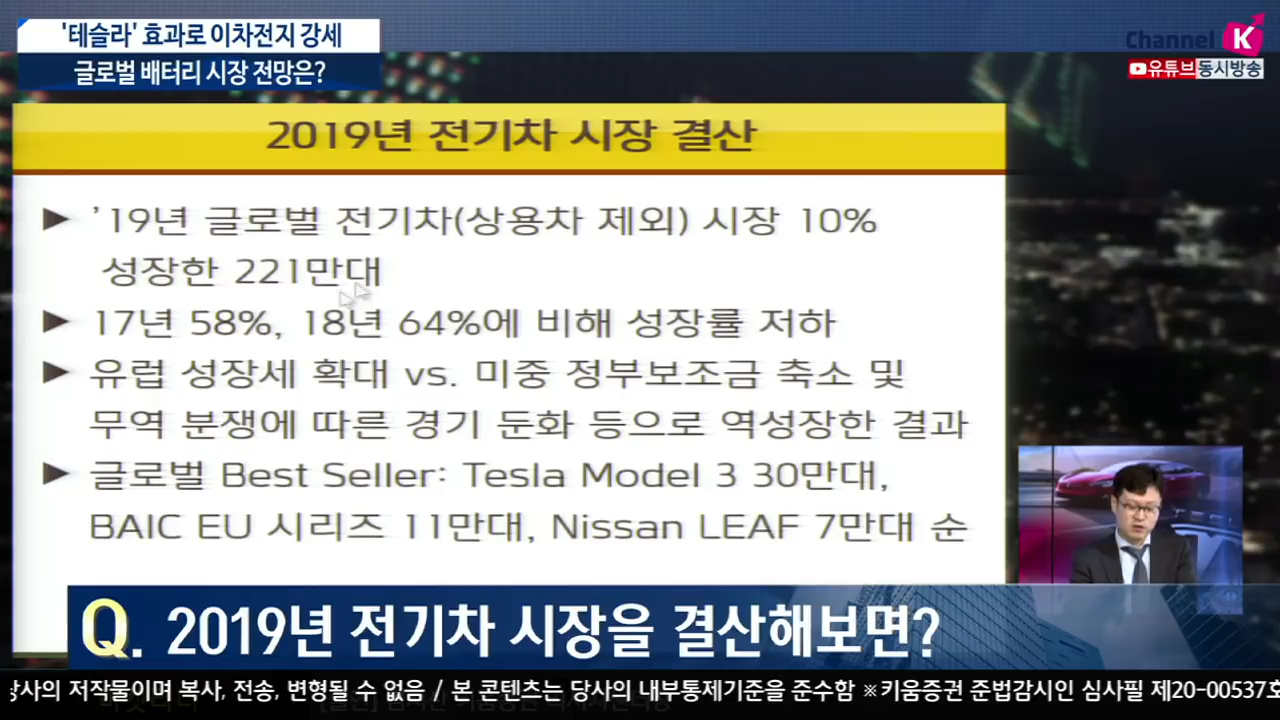 '테슬라' 효과로 이차전지 강세
글로벌 배터리 시장 전망은?
Channel K
유튜브 동시방송
2019년 전기차 시장 결산
▶ '19년 글로벌 전기차(상용차 제외) 시장 10%
성장한 221만대
▶ 17년 58%, 18년 64%에 비해 성장률 저하
▶ 유럽 성장세 확대 vs. 미중 정부보조금 축소 및
무역 분쟁에 따른 경기 둔화 등으로 역성장한 결과
▶ 글로벌 Best Seller: Tesla Model 3 30만대,
BAIC EU 시리즈 1 만대, Nissan LEAF 7만대 순
Q. 2019년 전기차 시장을 결산해보면?
당사의 저작물이며 복사, 전송, 변형될 수 없음 / 본 콘텐츠는 당사의 내부통제기준을 준수함 ※키움증권 준법감시인 심사필 제20-00537호